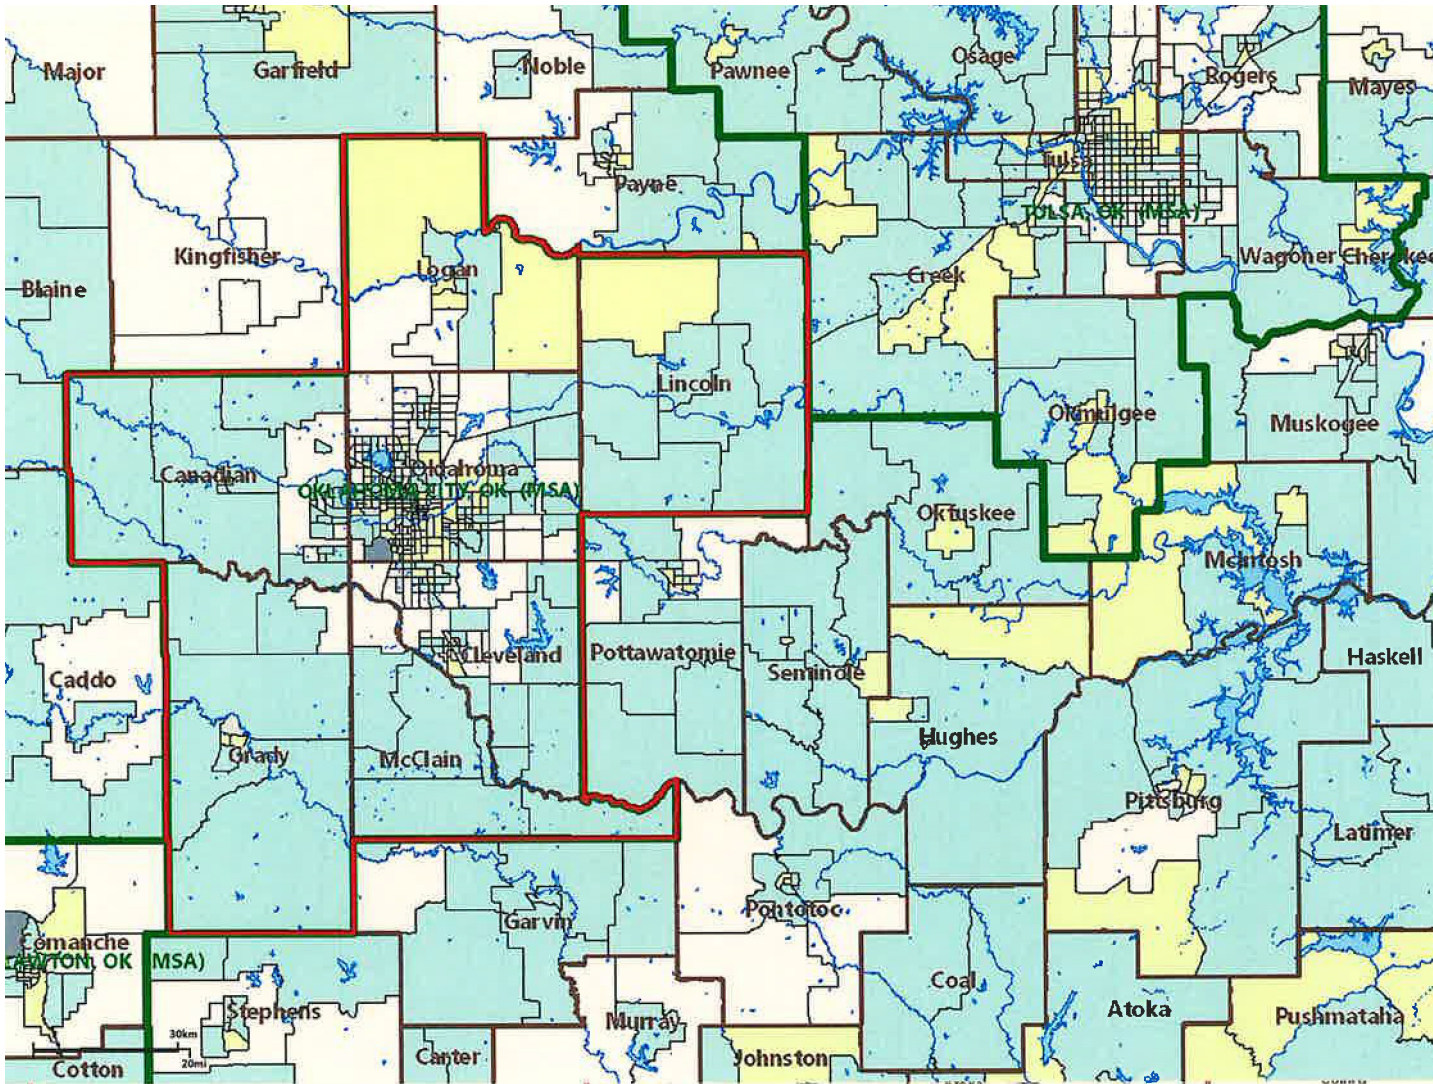 Major
Garfield
Noble
Pawnee
Osage
Rogers
Mayes
Payne
Tulsa
TULSA, OK (MSA)
Kingfisher
Logan
Blaine
Creek
Wagoner
Cherokee
Lincoln
Okmulgee
Muskogee
Canadian
Oklahoma
OKLAHOMA CITY, OK (MSA)
Okfuskee
McIntosh
Caddo
Cleveland
Pottawatomie
Seminole
Haskell
Grady
McClain
Hughes
Pittsburg
Latimer
Garvin
Pontotoc
Comanche
LAWTON, OK (MSA)
Coal
Stephens
Murray
Atoka
Pushmataha
30km
20mi
Cotton
Carter
Johnston